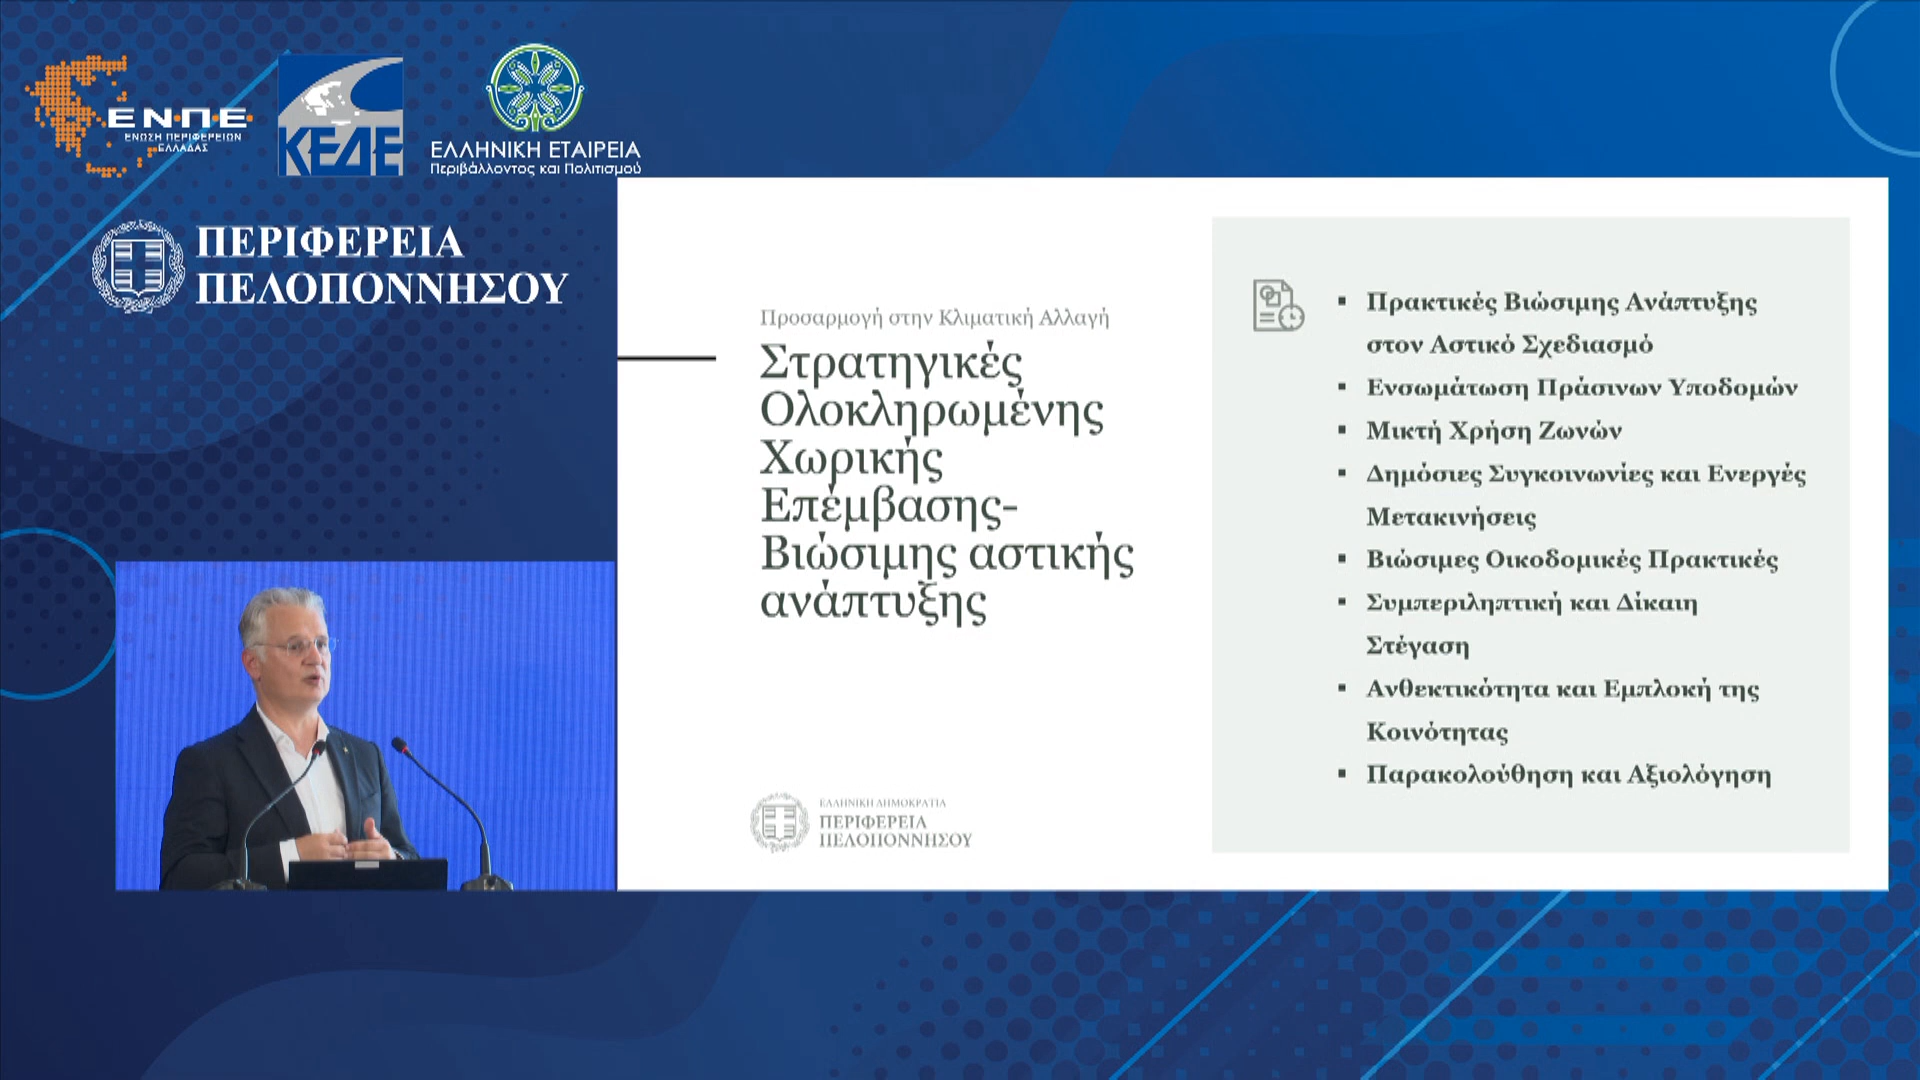 Ε·Ν·Π·Ε
ΕΝΩΣΗ ΠΕΡΙΦΕΡΕΙΩΝ
ΕΛΛΑΔΑΣ
ΚΕΔΕ
ΕΛΛΗΝΙΚΗ ΕΤΑΙΡΕΙΑ
Περιβάλλοντος και Πολιτισμού
ΠΕΡΙΦΕΡΕΙΑ
ΠΕΛΟΠΟΝΝΗΣΟΥ
Προσαρμογή στην Κλιματική Αλλαγή
Στρατηγικές
Ολοκληρωμένης
Χωρικής
Επέμβασης-
Βιώσιμης αστικής
ανάπτυξης
ΕΛΛΗΝΙΚΗ ΔΗΜΟΚΡΑΤΙΑ
ΠΕΡΙΦΕΡΕΙΑ
ΠΕΛΟΠΟΝΝΗΣΟΥ
▪ Πρακτικές Βιώσιμης Ανάπτυξης
στον Αστικό Σχεδιασμό
▪ Ενσωμάτωση Πράσινων Υποδομών
▪ Μικτή Χρήση Ζωνών
▪ Δημόσιες Συγκοινωνίες και Ενεργές
Μετακινήσεις
▪ Βιώσιμες Οικοδομικές Πρακτικές
▪ Συμπεριληπτική και Δίκαιη
Στέγαση
▪ Ανθεκτικότητα και Εμπλοκή της
Κοινότητας
▪ Παρακολούθηση και Αξιολόγηση